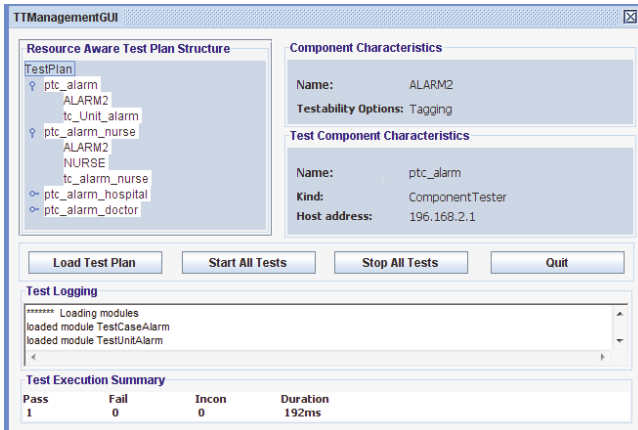 TTManagementGUI
Resource Aware Test Plan Structure
TestPlan
ptc_alarm
ALARM2
tc_Unit_alarm
ptc_alarm_nurse
ALARM2
NURSE
tc_alarm_nurse
ptc_alarm_hospital
ptc_alarm_doctor
Component Characteristics
Name: ALARM2
Testability Options: Tagging
Test Component Characteristics
Name: ptc_alarm
Kind: ComponentTester
Host address: 196.168.2.1
Load Test Plan Start All Tests Stop All Tests Quit
Test Logging
******* Loading modules
loaded module TestCaseAlarm
loaded module TestUnitAlarm
Test Execution Summary
Pass Fail Incon Duration
1 0 0 192ms